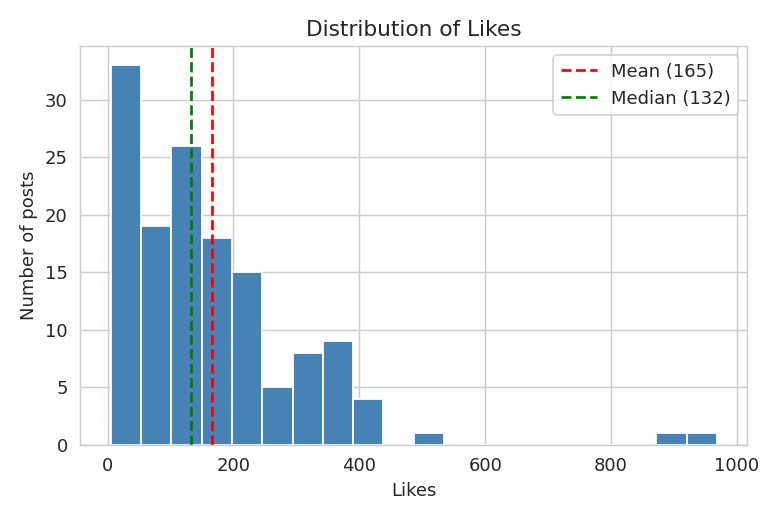 Distribution of Likes
Mean (165)
Median (132)
Number of posts
30
25
20
15
10
5
0
0 200 400 600 800 1000
Likes